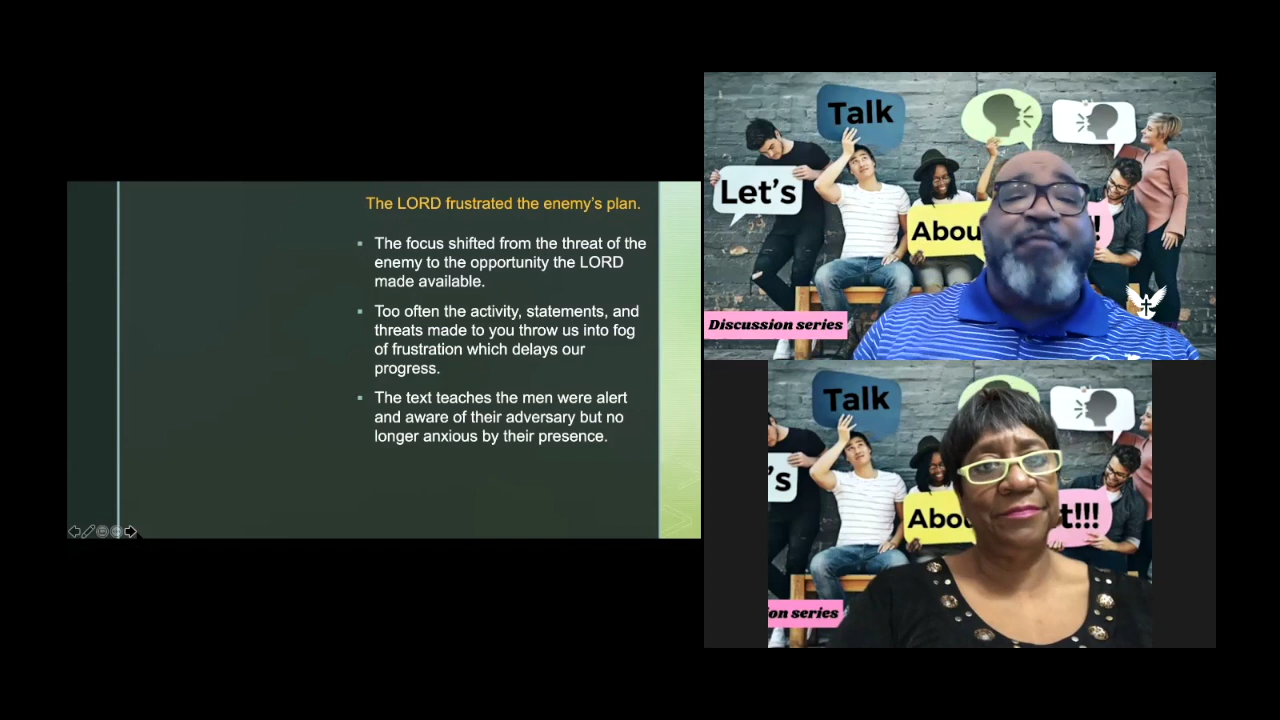 The LORD frustrated the enemy's plan.
The focus shifted from the threat of the
enemy to the opportunity the LORD
made available.
Too often the activity, statements, and
threats made to you throw us into fog
of frustration which delays our
progress.
The text teaches the men were alert
and aware of their adversary but no
longer anxious by their presence.
Talk
Let's
Abou
!
Discussion series
Talk
's
Abou
t!!!
on series